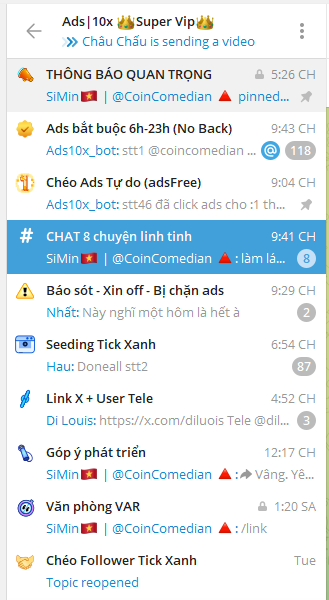 Ads|10x 👑Super Vip👑
Châu Chấu is sending a video
THÔNG BÁO QUAN TRỌNG 5:26 CH
SiMin🇻🇳 | @CoinComedian 🔺 pinned...
Ads bắt buộc 6h-23h (No Back) 9:43 CH
Ads10x_bot: stt1 @coincomedian ... @ 118
Chéo Ads Tự do (adsFree) 9:04 CH
Ads10x_bot: stt46 đã click ads cho :1 th...
# CHAT 8 chuyện linh tinh 9:41 CH
SiMin🇻🇳 | @CoinComedian 🔺: làm lá... 8
Báo sót - Xin off - Bị chặn ads 9:29 CH
Nhất: Này nghĩ một hôm là hết à 2
Seeding Tick Xanh 6:54 CH
Hau: Doneall stt2 87
Link X + User Tele 4:52 CH
Di Louis: https://x.com/diluois Tele @dil... 3
Góp ý phát triển 12:17 CH
SiMin🇻🇳 | @CoinComedian 🔺: Vâng. Yê...
Văn phòng VAR 1:20 SA
SiMin🇻🇳 | @CoinComedian 🔺: /link
Chéo Follower Tick Xanh Tue
Topic reopened